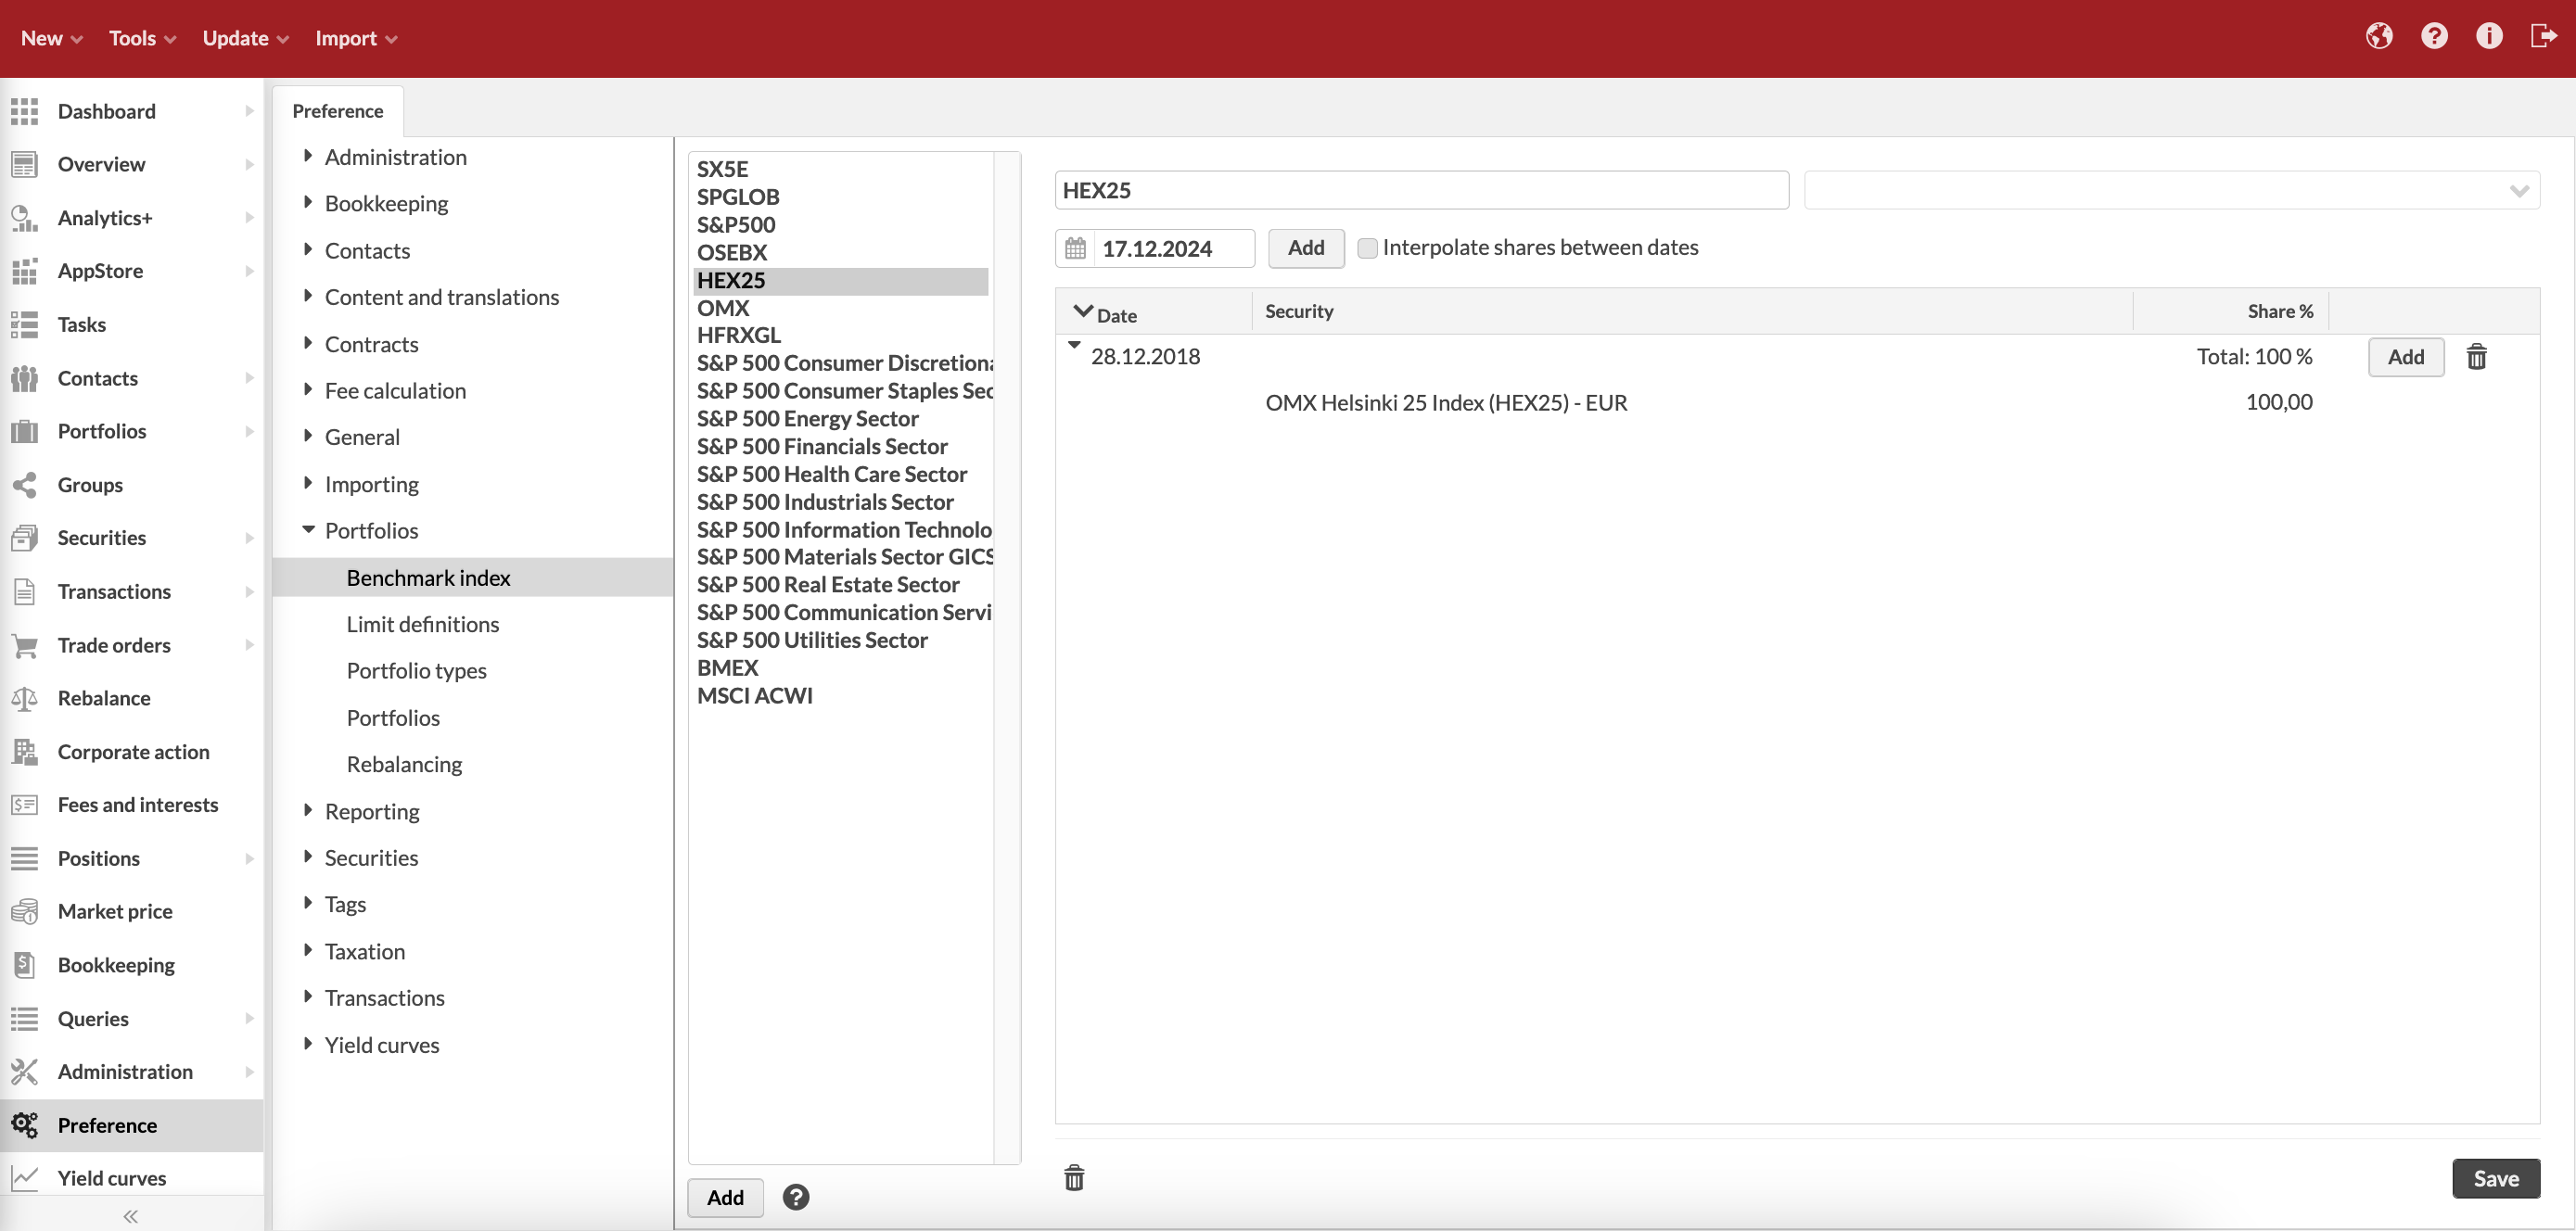 New Tools Update Import
Dashboard
Overview
Analytics+
AppStore
Tasks
Contacts
Portfolios
Groups
Securities
Transactions
Trade orders
Rebalance
Corporate action
Fees and interests
Positions
Market price
Bookkeeping
Queries
Administration
Preference
Yield curves
Preference
Administration
Bookkeeping
Contacts
Content and translations
Contracts
Fee calculation
General
Importing
Portfolios
Benchmark index
Limit definitions
Portfolio types
Portfolios
Rebalancing
Reporting
Securities
Tags
Taxation
Transactions
Yield curves
SX5E
SPGLOB
S&P500
OSEBX
HEX25
OMX
HFRXGL
S&P 500 Consumer Discretiona
S&P 500 Consumer Staples Sec
S&P 500 Energy Sector
S&P 500 Financials Sector
S&P 500 Health Care Sector
S&P 500 Industrials Sector
S&P 500 Information Technolo
S&P 500 Materials Sector GICS
S&P 500 Real Estate Sector
S&P 500 Communication Servi
S&P 500 Utilities Sector
BMEX
MSCI ACWI
Add
HEX25
17.12.2024 Add Interpolate shares between dates
Date Security Share %
28.12.2018 Total: 100 % Add
OMX Helsinki 25 Index (HEX25) - EUR 100,00
Save